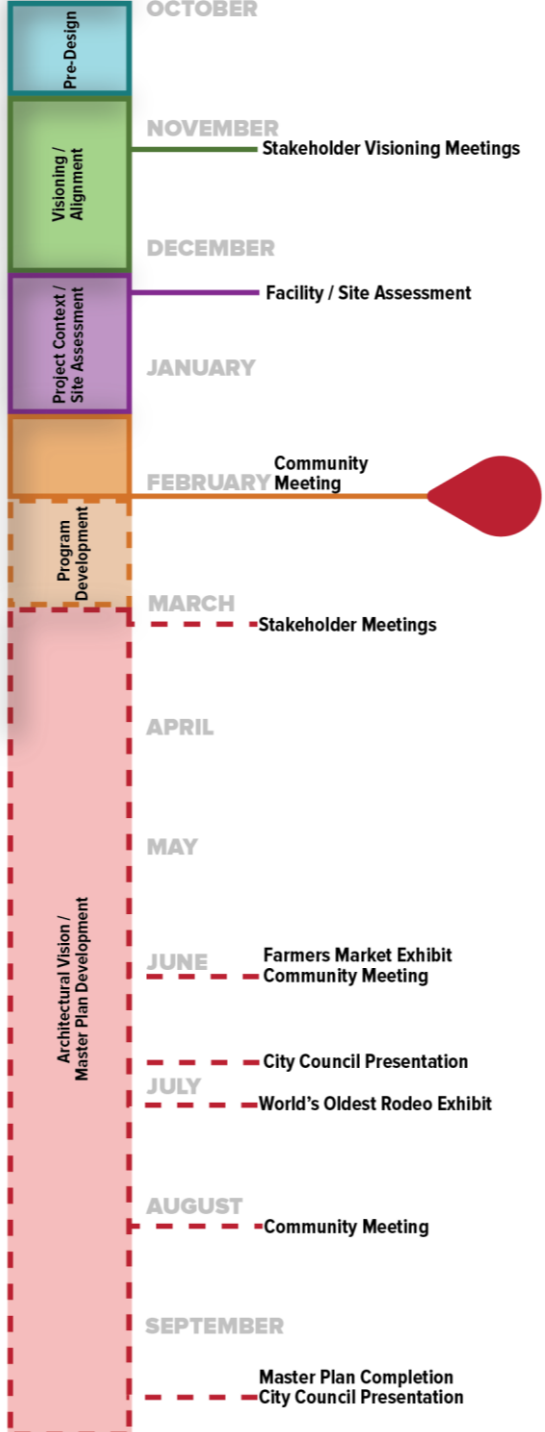 OCTOBER
Pre-Design
NOVEMBER
Stakeholder Visioning Meetings
Visioning /
Alignment
DECEMBER
Facility / Site Assessment
Project Context /
Site Assessment
JANUARY
Community
FEBRUARY Meeting
Program
Development
MARCH
Stakeholder Meetings
APRIL
MAY
Architectural Vision /
Master Plan Development
JUNE
Farmers Market Exhibit
Community Meeting
City Council Presentation
JULY
World's Oldest Rodeo Exhibit
AUGUST
Community Meeting
SEPTEMBER
Master Plan Completion
City Council Presentation